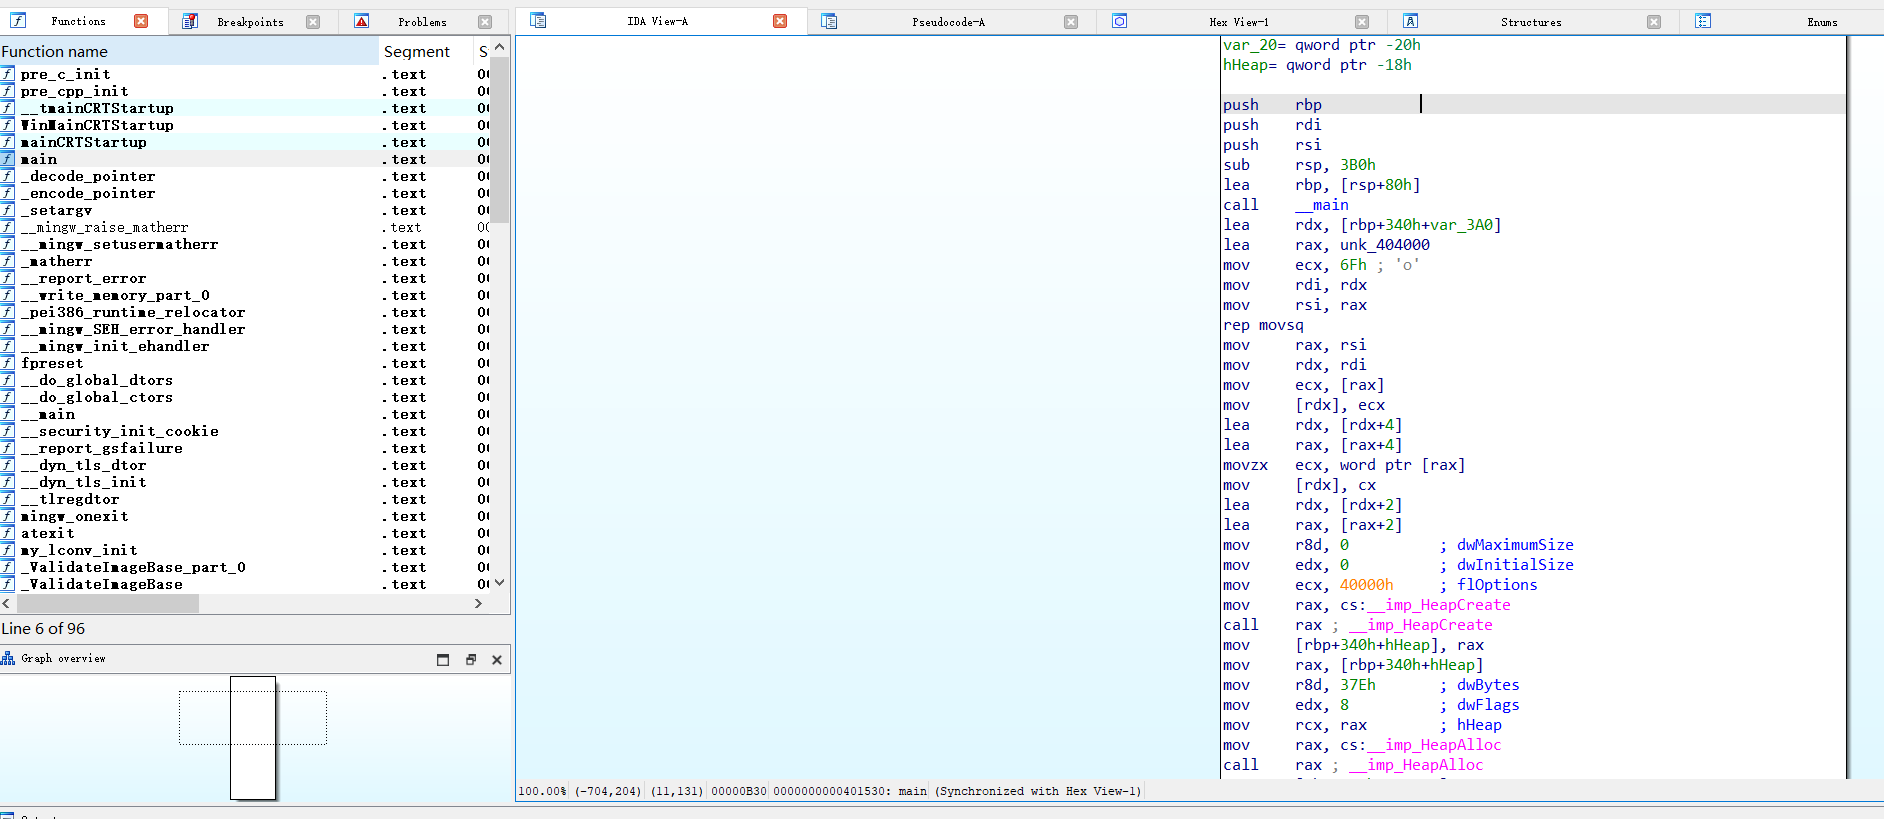 Functions
Breakpoints
Problems
IDA View-A
Pseudocode-A
Hex View-1
Structures
Enums
Function name Segment S
pre_c_init .text 0
pre_cpp_init .text 0
__tmainCRTStartup .text 0
WinMainCRTStartup .text 0
mainCRTStartup .text 0
main .text 0
_decode_pointer .text 0
_encode_pointer .text 0
_setargv .text 0
__mingw_raise_matherr .text 0
__mingw_setusermatherr .text 0
_matherr .text 0
__report_error .text 0
__write_memory_part_0 .text 0
_pei386_runtime_relocator .text 0
__mingw_SEH_error_handler .text 0
__mingw_init_ehandler .text 0
fpreset .text 0
__do_global_dtors .text 0
__do_global_ctors .text 0
__main .text 0
__security_init_cookie .text 0
__report_gsfailure .text 0
__dyn_tls_dtor .text 0
__dyn_tls_init .text 0
__tlregdtor .text 0
mingw_onexit .text 0
atexit .text 0
my_lconv_init .text 0
_ValidateImageBase_part_0 .text 0
_ValidateImageBase .text 0
Line 6 of 96
Graph overview
var_20= qword ptr -20h
hHeap= qword ptr -18h
push rbp
push rdi
push rsi
sub rsp, 3B0h
lea rbp, [rsp+80h]
call __main
lea rdx, [rbp+340h+var_3A0]
lea rax, unk_404000
mov ecx, 6Fh ; 'o'
mov rdi, rdx
mov rsi, rax
rep movsq
mov rax, rsi
mov rdx, rdi
mov ecx, [rax]
mov [rdx], ecx
lea rdx, [rdx+4]
lea rax, [rax+4]
movzx ecx, word ptr [rax]
mov [rdx], cx
lea rdx, [rdx+2]
lea rax, [rax+2]
mov r8d, 0 ; dwMaximumSize
mov edx, 0 ; dwInitialSize
mov ecx, 40000h ; flOptions
mov rax, cs:__imp_HeapCreate
call rax ; __imp_HeapCreate
mov [rbp+340h+hHeap], rax
mov rax, [rbp+340h+hHeap]
mov r8d, 37Eh ; dwBytes
mov edx, 8 ; dwFlags
mov rcx, rax ; hHeap
mov rax, cs:__imp_HeapAlloc
call rax ; __imp_HeapAlloc
100.00% (-704,204) (11,131) 00000B30 0000000000401530: main (Synchronized with Hex View-1)